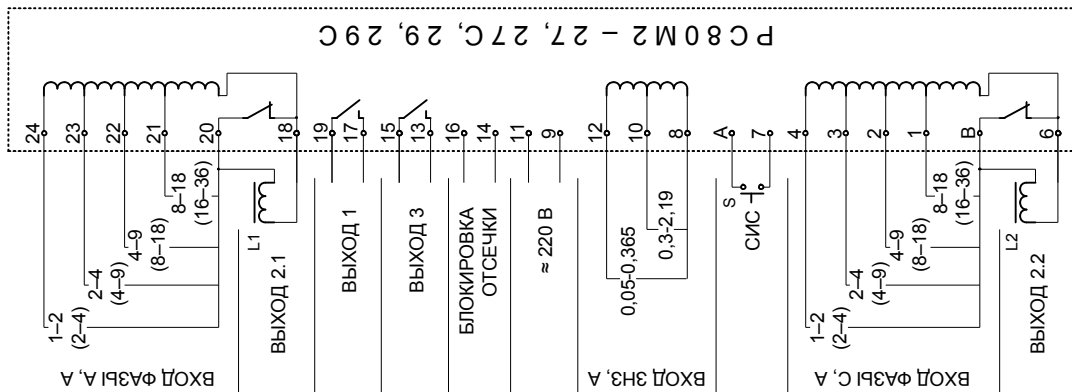 РС80М2 – 27, 27С, 29, 29С
24
23
22
21
20
18
19
17
15
13
16
14
11
9
12
10
8
А
7
4
3
2
1
В
6
1–2
(2–4)
2–4
(4–9)
4–9
(8–18)
8–18
(16–36)
L1
ВЫХОД 2.1
ВХОД ФАЗЫ А, А
ВЫХОД 1
ВЫХОД 3
БЛОКИРОВКА
ОТСЕЧКИ
≈ 220 В
0,05-0,365
0,3-2,19
ВХОД ЗНЗ, А
S
СИС
1–2
(2–4)
2–4
(4–9)
4–9
(8–18)
8–18
(16–36)
L2
ВЫХОД 2.2
ВХОД ФАЗЫ С, А